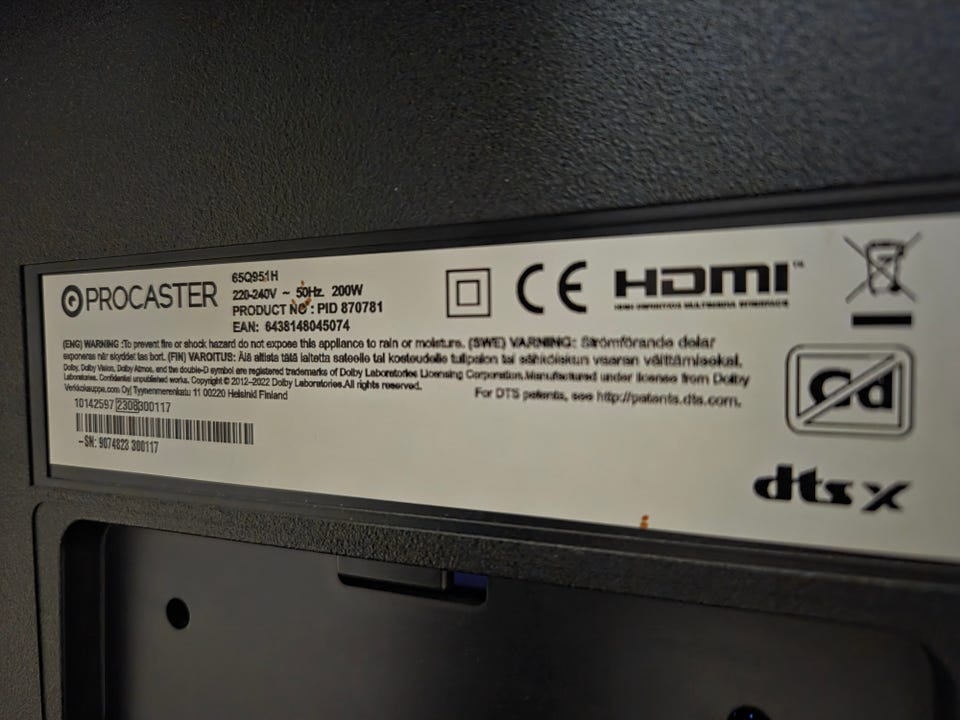 PROCASTER
65Q951H
220-240V ~ 50Hz. 200W
PRODUCT NO : PID 870781
EAN: 6438148045074
CE
HDMI™
HIGH-DEFINITION MULTIMEDIA INTERFACE
(ENG) WARNING :To prevent fire or shock hazard do not expose this appliance to rain or moisture. (SWE) VARNING: Strömförande delar
exponeras när skyddet tas bort. (FIN) VAROITUS: Älä altista tätä laitetta sateelle tai kosteudelle tulipalon tai sähköiskun vaaran välttämiseksi.
Dolby, Dolby Vision, Dolby Atmos, and the double-D symbol are registered trademarks of Dolby Laboratories Licensing Corporation. Manufactured under license from Dolby
Laboratories. Confidential unpublished works. Copyright © 2012–2022 Dolby Laboratories. All rights reserved.
For DTS patents, see http://patents.dts.com.
Verkkokauppa.com Oyj Tyynenmerenkatu 11 00220 Helsinki Finland
10142597 2308300117
-SN: 9074823 300117
Cd
dts x